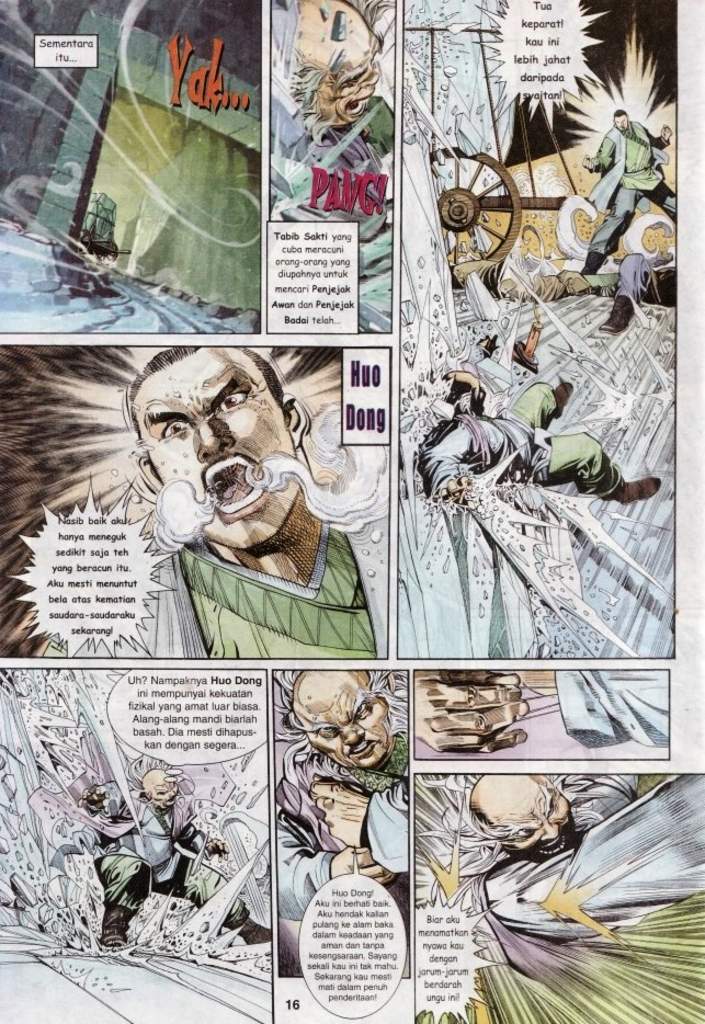 Sementara
itu...
Yak...
PANG!
Tabib Sakti yang
cuba meracuni
orang-orang yang
diupahnya untuk
mencari Penjejak
Awan dan Penjejak
Badai telah...
Tua
keparat!
kau ini
lebih jahat
daripada
syaitan!
Huo
Dong
Nasib baik aku
hanya meneguk
sedikit saja teh
yang beracun itu.
Aku mesti menuntut
bela atas kematian
saudara-saudaraku
sekarang!
Uh? Nampaknya Huo Dong
ini mempunyai kekuatan
fizikal yang amat luar biasa.
Alang-alang mandi biarlah
basah. Dia mesti dihapus-
kan dengan segera...
Huo Dong!
Aku ini berhati baik.
Aku hendak kalian
pulang ke alam baka
dalam keadaan yang
aman dan tanpa
kesengsaraan. Sayang
sekali kau ini tak mahu.
Sekarang kau mesti
mati dalam penuh
penderitaan!
Biar aku
menamatkan
nyawa kau
dengan
jarum-jarum
berdarah
ungu ini!
16